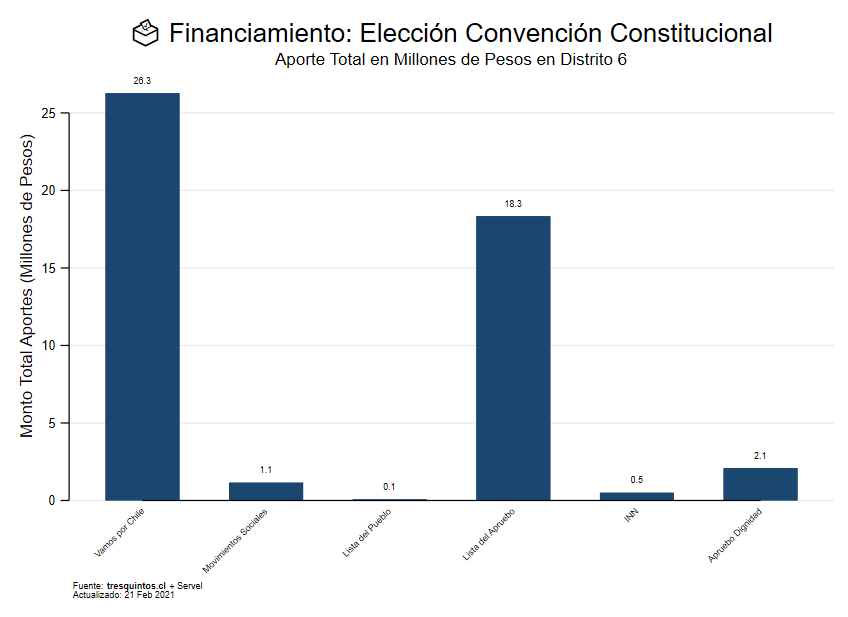 Financiamiento: Elección Convención Constitucional
Aporte Total en Millones de Pesos en Distrito 6
Monto Total Aportes (Millones de Pesos)
25
20
15
10
5
0
26.3
1.1
0.1
18.3
0.5
2.1
Vamos por Chile
Movimientos Sociales
Lista del Pueblo
Lista del Apruebo
INN
Apruebo Dignidad
Fuente: tresquintos.cl + Servel
Actualizado: 21 Feb 2021